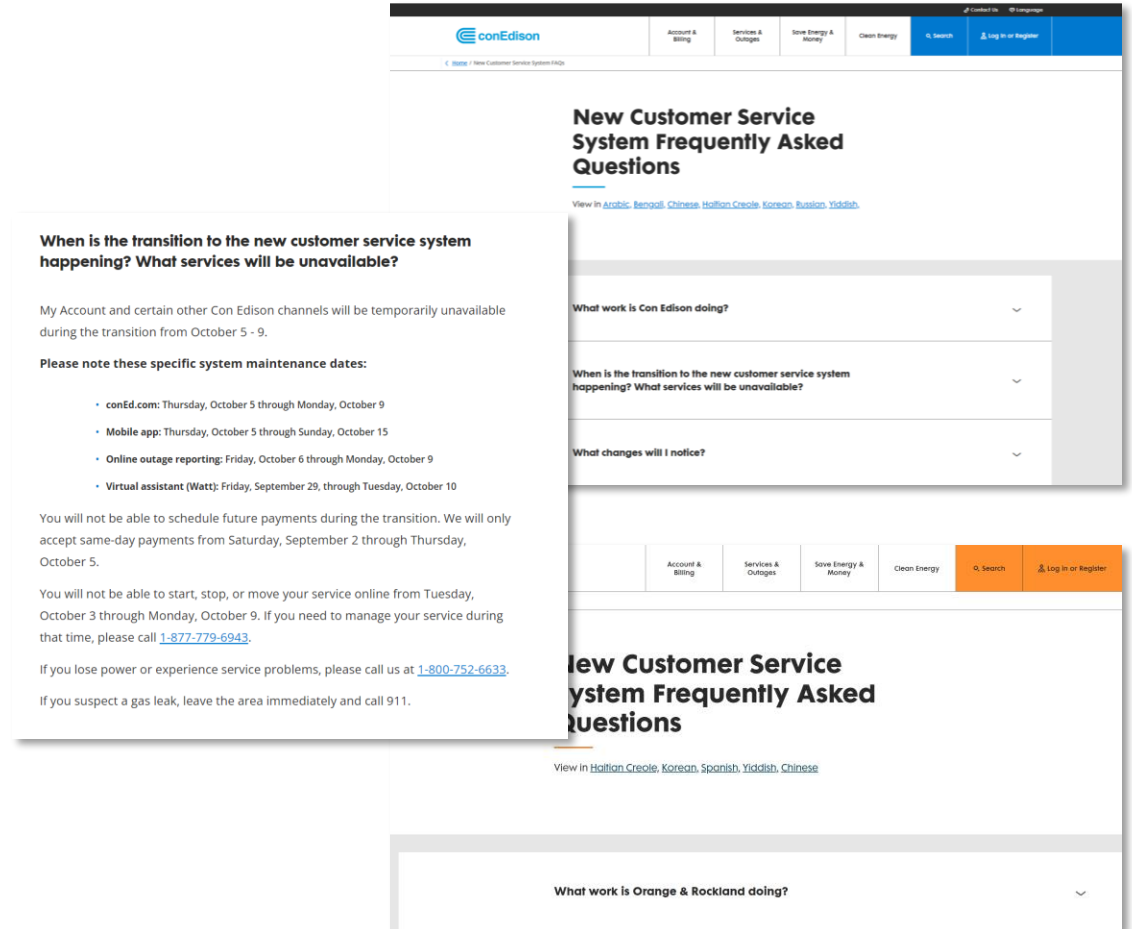 Contact Us Language
conEdison
Account &
Billing
Services &
Outages
Save Energy &
Money
Clean Energy
Search
Log in or Register
Home / New Customer Service System FAQs
New Customer Service
System Frequently Asked
Questions
View in Arabic, Bengali, Chinese, Haitian Creole, Korean, Russian, Yiddish,
What work is Con Edison doing?
When is the transition to the new customer service system
happening? What services will be unavailable?
What changes will I notice?
When is the transition to the new customer service system
happening? What services will be unavailable?
My Account and certain other Con Edison channels will be temporarily unavailable
during the transition from October 5 - 9.
Please note these specific system maintenance dates:
• conEd.com: Thursday, October 5 through Monday, October 9
• Mobile app: Thursday, October 5 through Sunday, October 15
• Online outage reporting: Friday, October 6 through Monday, October 9
• Virtual assistant (Watt): Friday, September 29, through Tuesday, October 10
You will not be able to schedule future payments during the transition. We will only
accept same-day payments from Saturday, September 2 through Thursday,
October 5.
You will not be able to start, stop, or move your service online from Tuesday,
October 3 through Monday, October 9. If you need to manage your service during
that time, please call 1-877-779-6943.
If you lose power or experience service problems, please call us at 1-800-752-6633.
If you suspect a gas leak, leave the area immediately and call 911.
Account &
Billing
Services &
Outages
Save Energy &
Money
Clean Energy
Search
Log in or Register
ew Customer Service
ystem Frequently Asked
uestions
View in Haitian Creole, Korean, Spanish, Yiddish, Chinese
What work is Orange & Rockland doing?